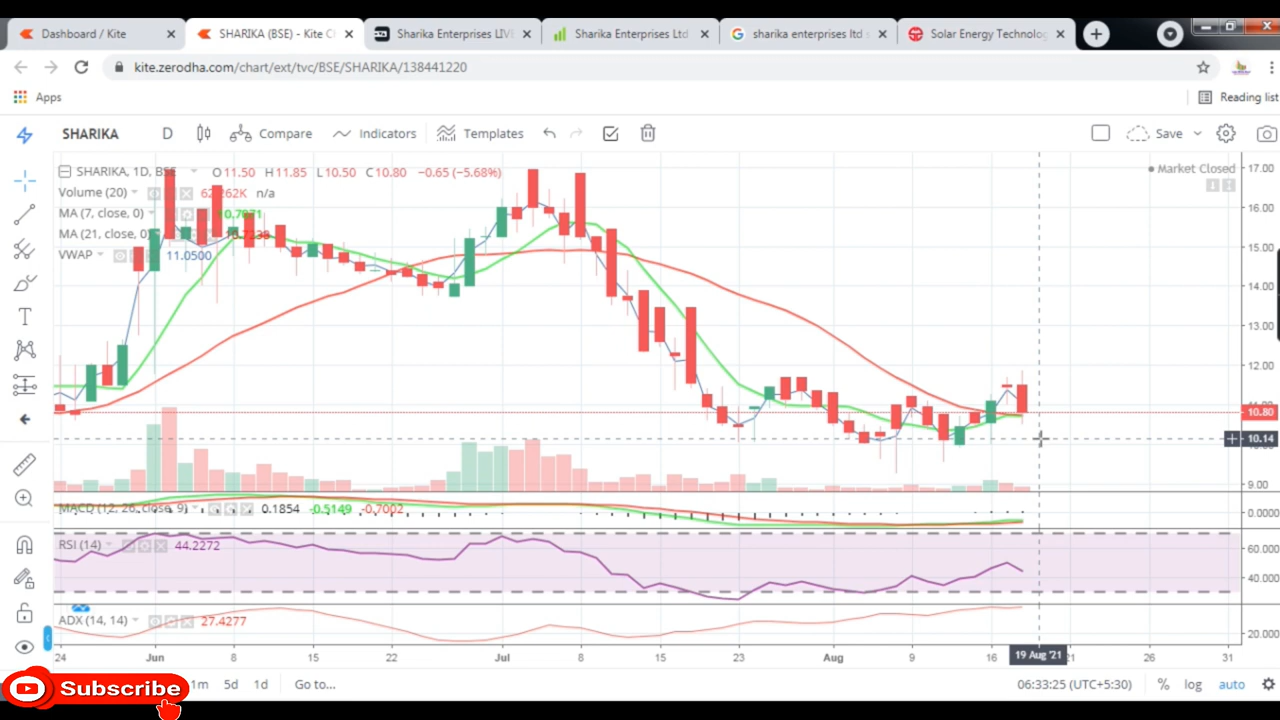 Dashboard / Kite
SHARIKA (BSE) - Kite C
Sharika Enterprises LI
Sharika Enterprises Ltd
sharika enterprises ltd s
Solar Energy Technolog
kite.zerodha.com/chart/ext/tvc/BSE/SHARIKA/138441220
Apps
Reading list
SHARIKA D Compare Indicators Templates Save
SHARIKA, 1D, BSE O11.50 H11.85 L10.50 C10.80 −0.65 (−5.68%)
Market Closed
Volume (20) n/a
MA (7, close, 0)
MA (21, close, 0)
VWAP 11.0500
17.00
16.00
15.00
14.00
13.00
12.00
10.80
10.14
9.00
MACD (12, 26, close, 9) 0.1854 -0.5149 -0.7002
0.0000
RSI (14) 44.2272
60.0000
40.0000
ADX (14, 14) 27.4277
20.0000
24 Jun 8 15 22 Jul 8 15 23 Aug 9 16 19 Aug '21 26 31
Subscribe
1m 5d 1d Go to...
06:33:25 (UTC+5:30) % log auto